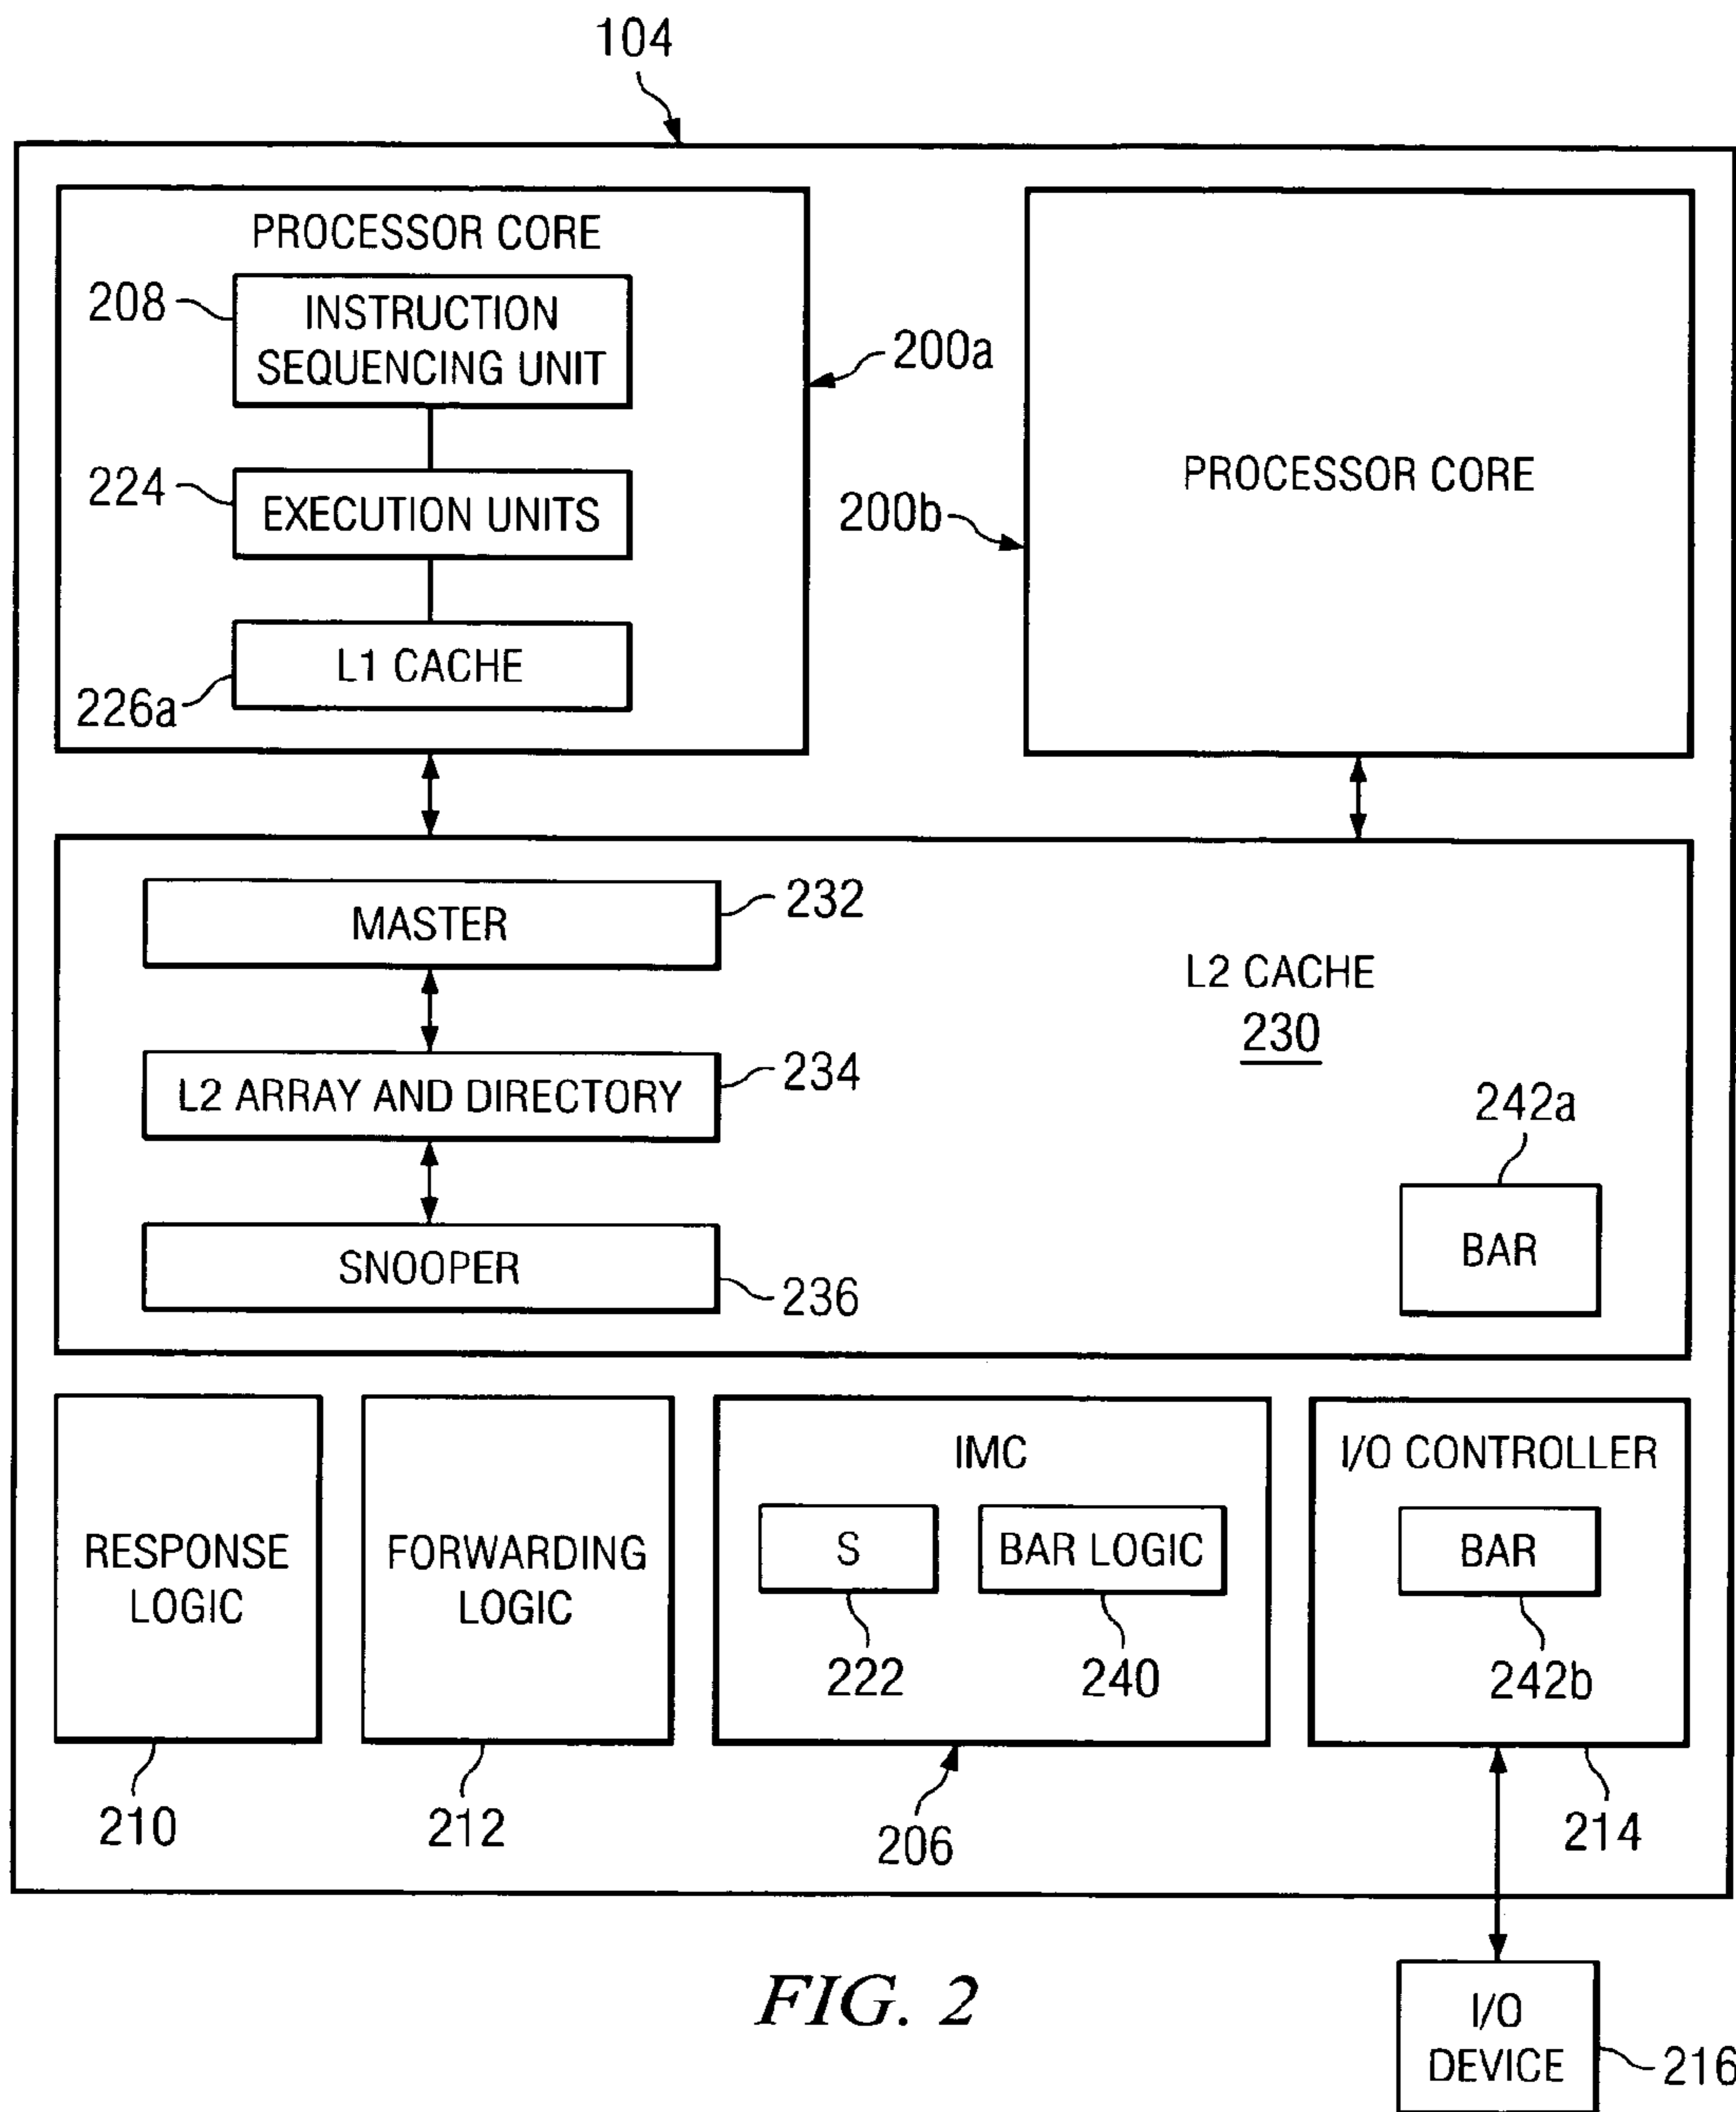 104
PROCESSOR CORE
208
INSTRUCTION
SEQUENCING UNIT
200a
224
EXECUTION UNITS
226a
L1 CACHE
200b
PROCESSOR CORE
MASTER
232
L2 ARRAY AND DIRECTORY
234
SNOOPER
236
L2 CACHE
230
242a
BAR
RESPONSE
LOGIC
210
FORWARDING
LOGIC
212
IMC
S
222
BAR LOGIC
240
206
I/O CONTROLLER
BAR
242b
214
I/O
DEVICE
216
FIG. 2